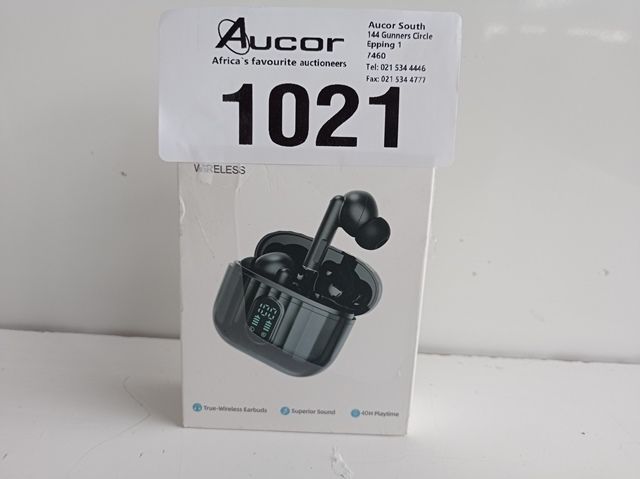 Aucor
Africa`s favourite auctioneers
Aucor South
144 Gunners Circle
Epping 1
7460
Tel: 021 534 4446
Fax: 021 534 4777
1021
WIRELESS
100
True-Wireless Earbuds
Superior Sound
40H Playtime